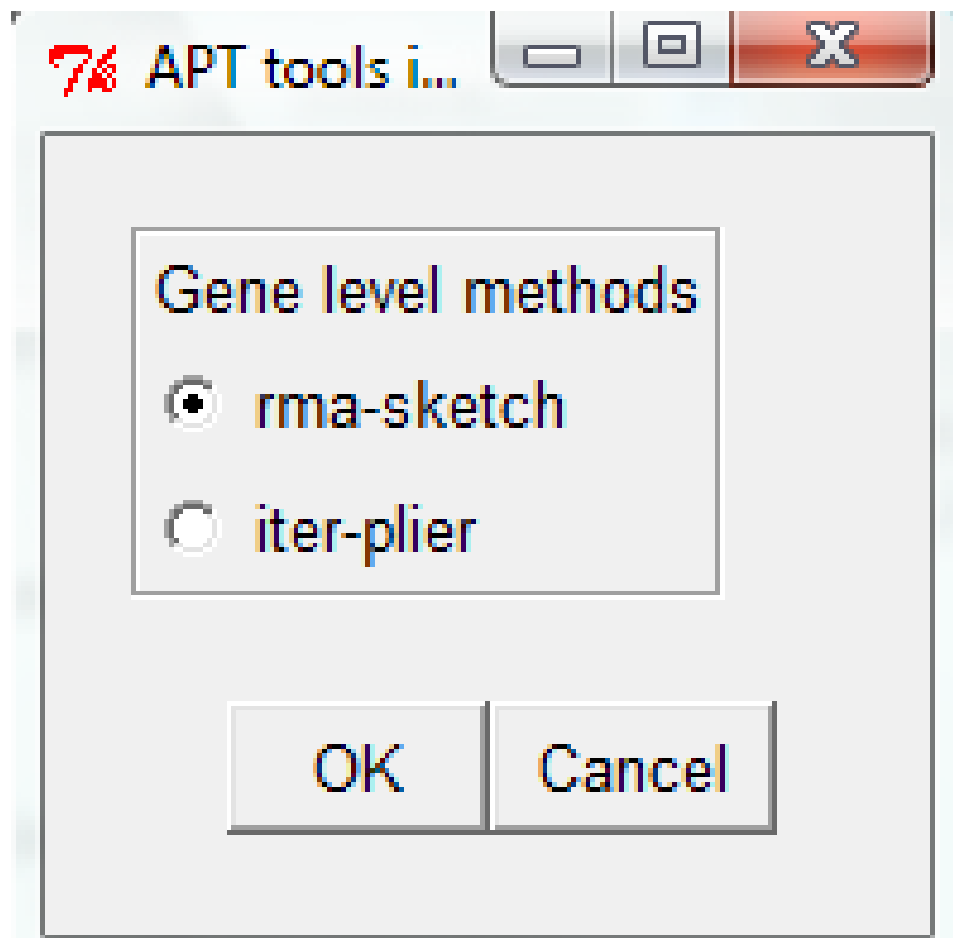 APT tools i...
Gene level methods
rma-sketch
iter-plier
OK Cancel